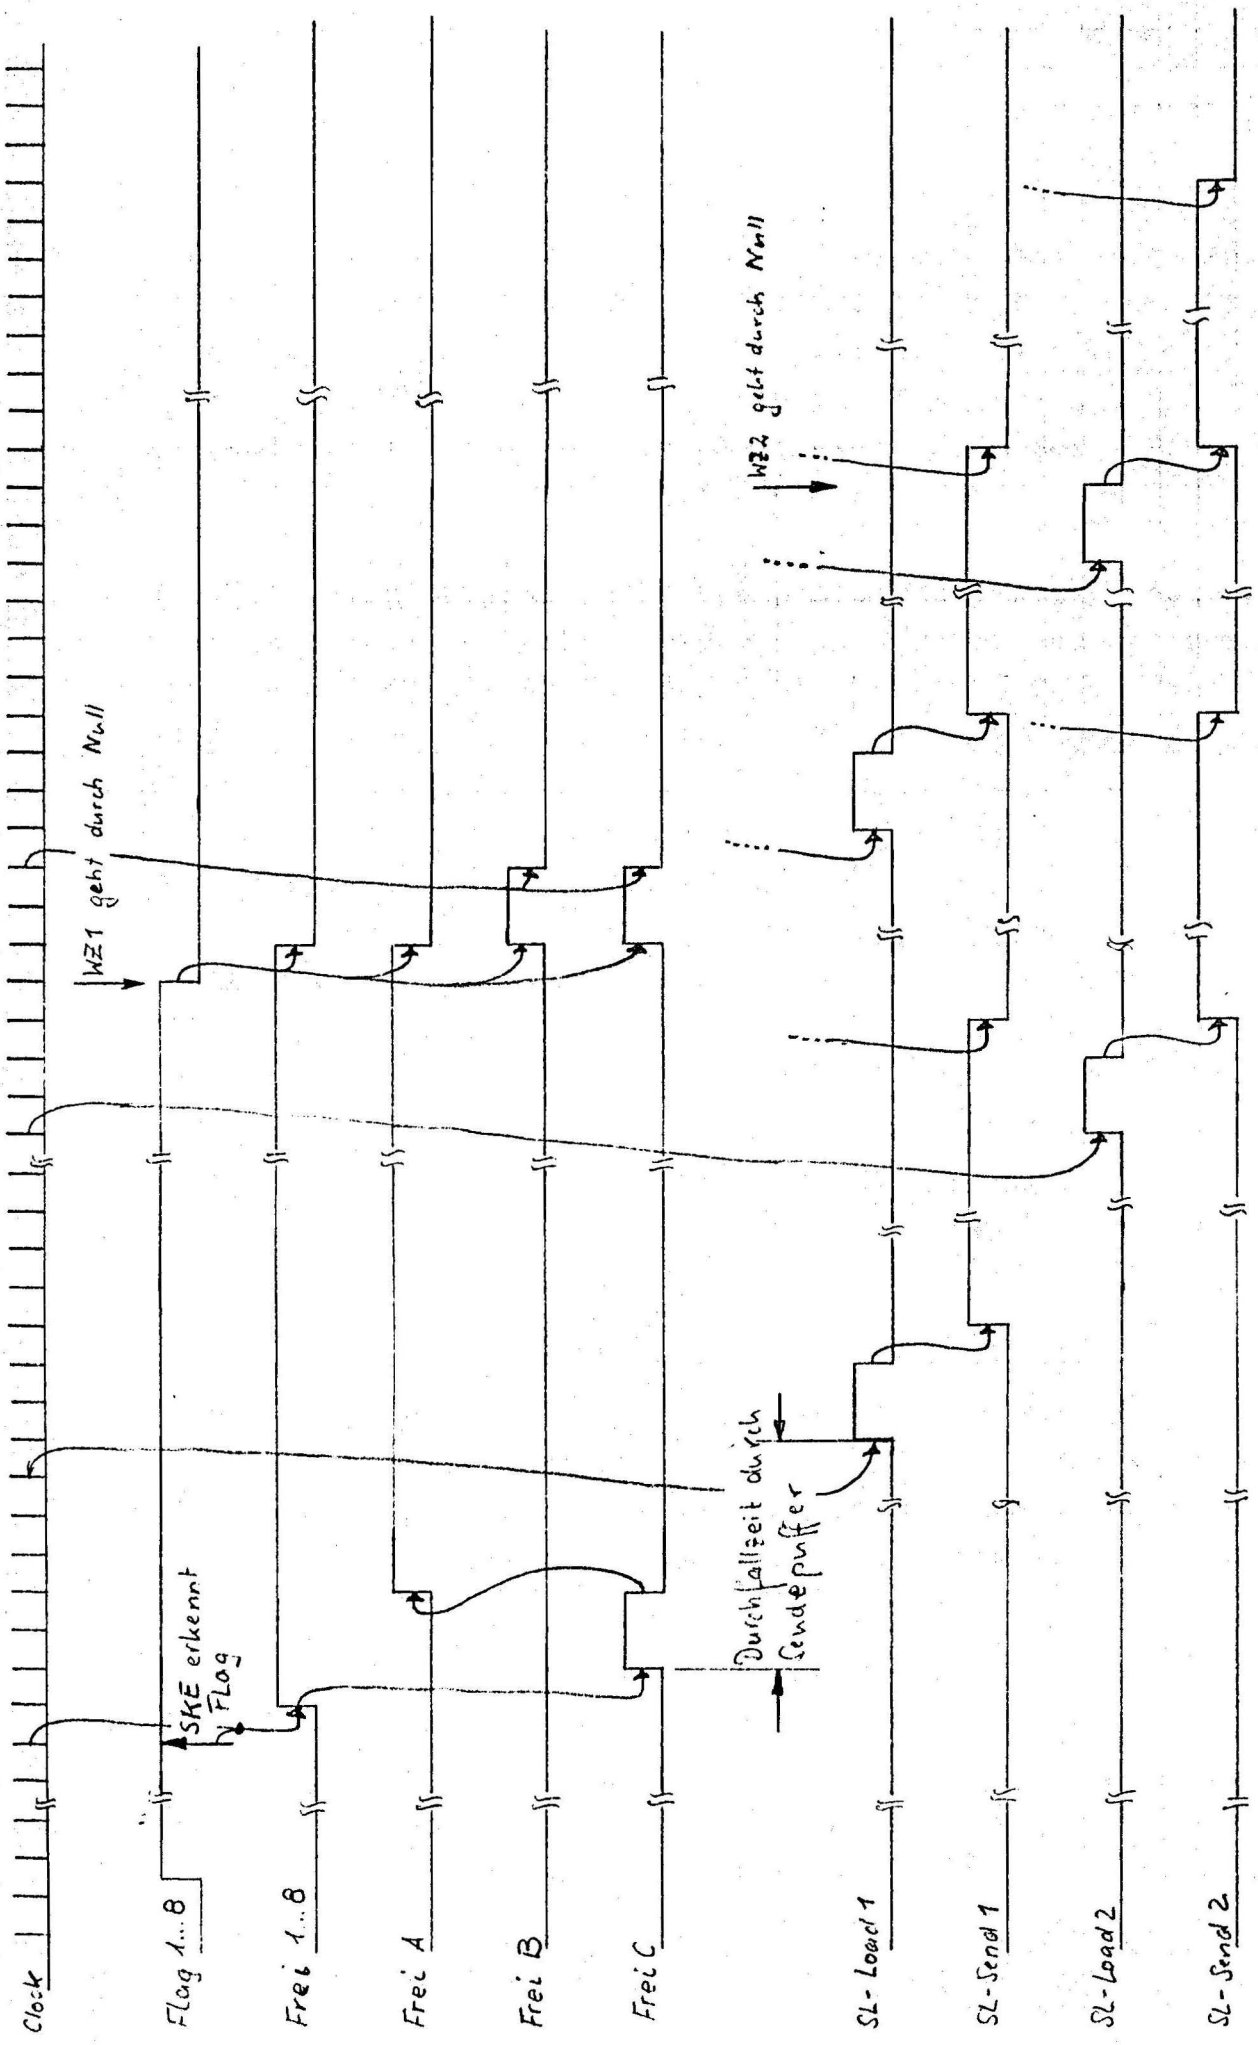 Clock
Flag 1...8
Frei 1...8
Frei A
Frei B
Frei C
SL-Load 1
SL-Send 1
SL-Load 2
SL-Send 2
SKE erkennt
Flag
Durchfallzeit durch
Sendepuffer
WZ1 geht durch Null
WZ2 geht durch Null